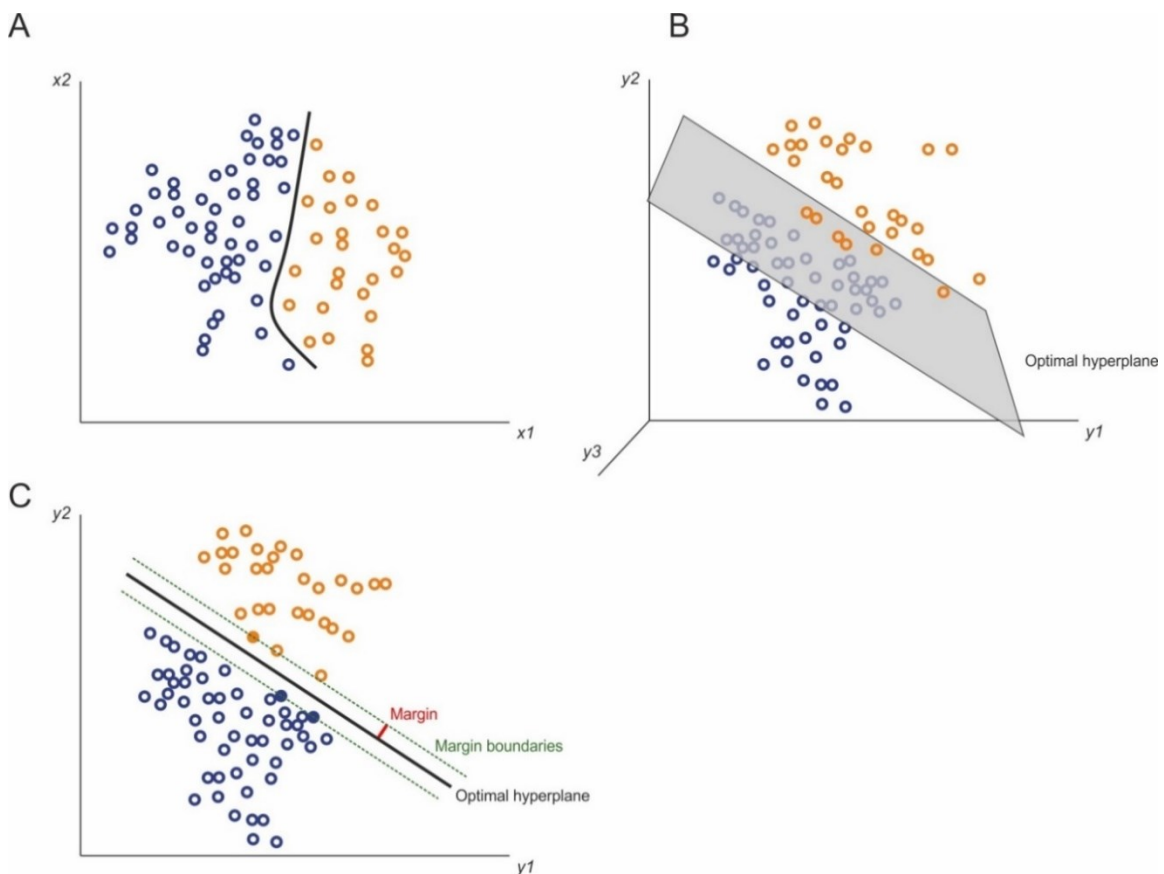 A
x2
x1
B
y2
Optimal hyperplane
y1
y3
C
y2
Margin
Margin boundaries
Optimal hyperplane
y1